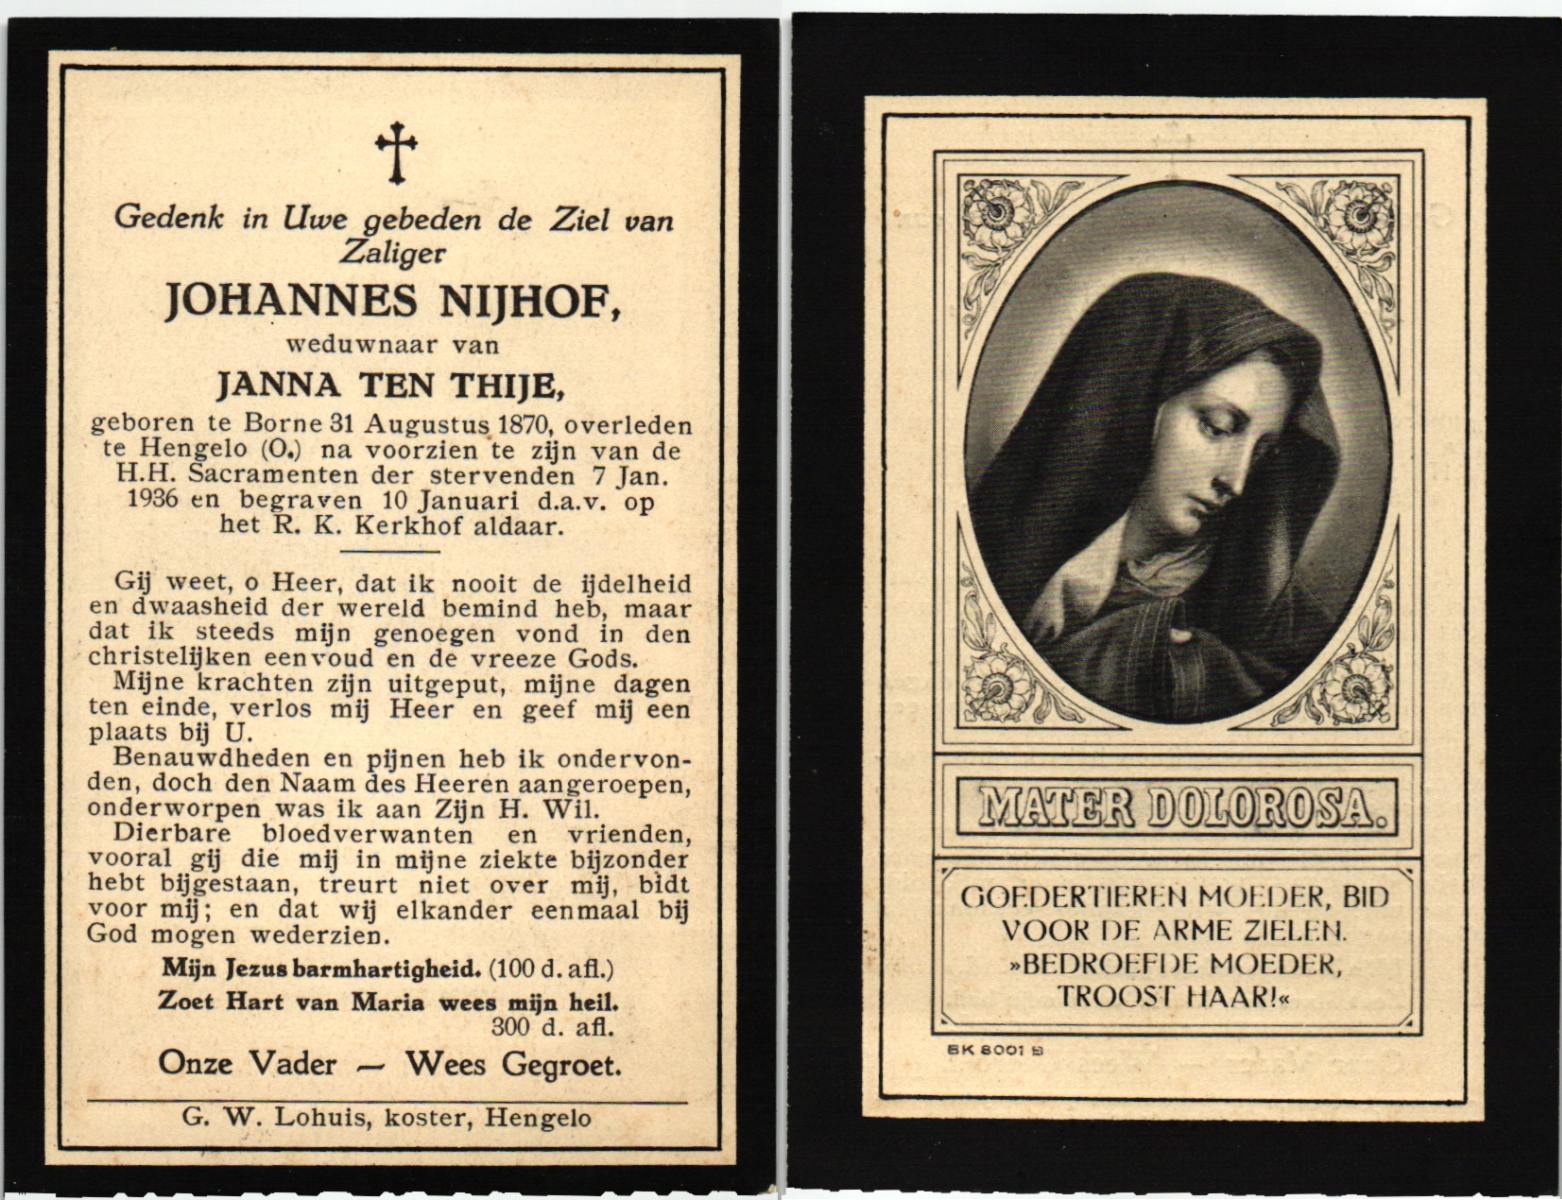 Gedenk in Uwe gebeden de Ziel van
Zaliger
JOHANNES NIJHOF,
weduwnaar van
JANNA TEN THIJE,
geboren te Borne 31 Augustus 1870, overleden
te Hengelo (O.) na voorzien te zijn van de
H.H. Sacramenten der stervenden 7 Jan.
1936 en begraven 10 Januari d.a.v. op
het R. K. Kerkhof aldaar.
Gij weet, o Heer, dat ik nooit de ijdelheid
en dwaasheid der wereld bemind heb, maar
dat ik steeds mijn genoegen vond in den
christelijken eenvoud en de vreeze Gods.
Mijne krachten zijn uitgeput, mijne dagen
ten einde, verlos mij Heer en geef mij een
plaats bij U.
Benauwdheden en pijnen heb ik ondervon-
den, doch den Naam des Heeren aangeroepen,
onderworpen was ik aan Zijn H. Wil.
Dierbare bloedverwanten en vrienden,
vooral gij die mij in mijne ziekte bijzonder
hebt bijgestaan, treurt niet over mij, bidt
voor mij; en dat wij elkander eenmaal bij
God mogen wederzien.
Mijn Jezus barmhartigheid. (100 d. afl.)
Zoet Hart van Maria wees mijn heil.
300 d. afl.
Onze Vader — Wees Gegroet.
G. W. Lohuis, koster, Hengelo
MATER DOLOROSA.
GOEDERTIEREN MOEDER, BID
VOOR DE ARME ZIELEN.
»BEDROEFDE MOEDER,
TROOST HAAR!«
BK 8001